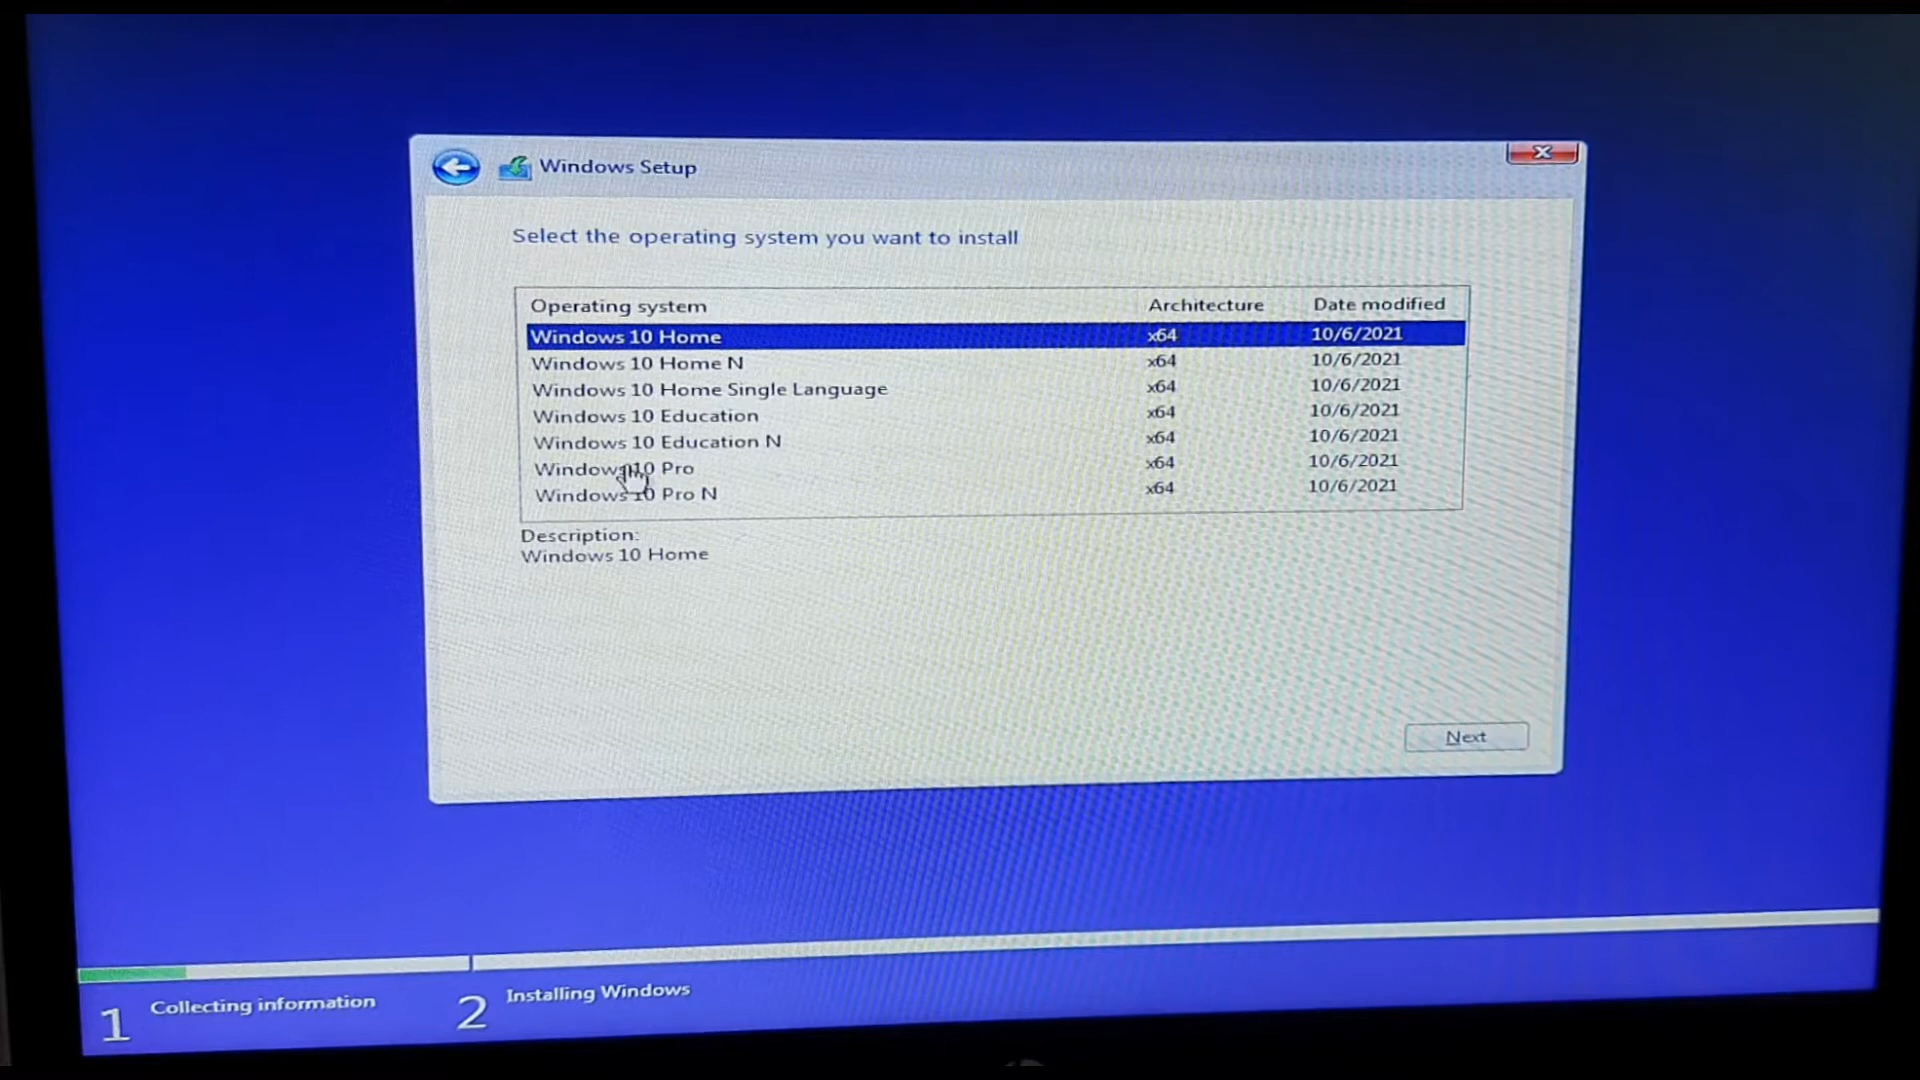 Windows Setup
Select the operating system you want to install
Operating system Architecture Date modified
Windows 10 Home x64 10/6/2021
Windows 10 Home N x64 10/6/2021
Windows 10 Home Single Language x64 10/6/2021
Windows 10 Education x64 10/6/2021
Windows 10 Education N x64 10/6/2021
Windows 10 Pro x64 10/6/2021
Windows 10 Pro N x64 10/6/2021
Description:
Windows 10 Home
Next
1 Collecting information 2 Installing Windows